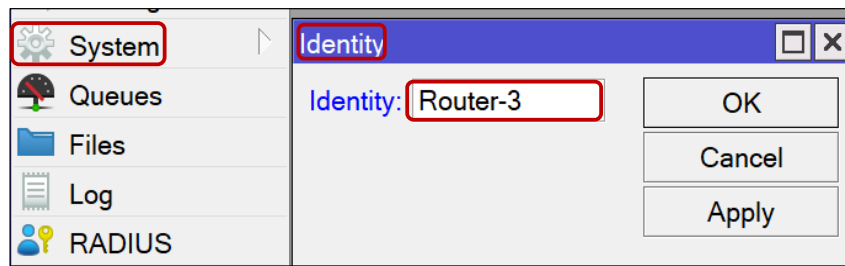 System
Queues
Files
Log
RADIUS
Identity
Identity: Router-3
OK
Cancel
Apply